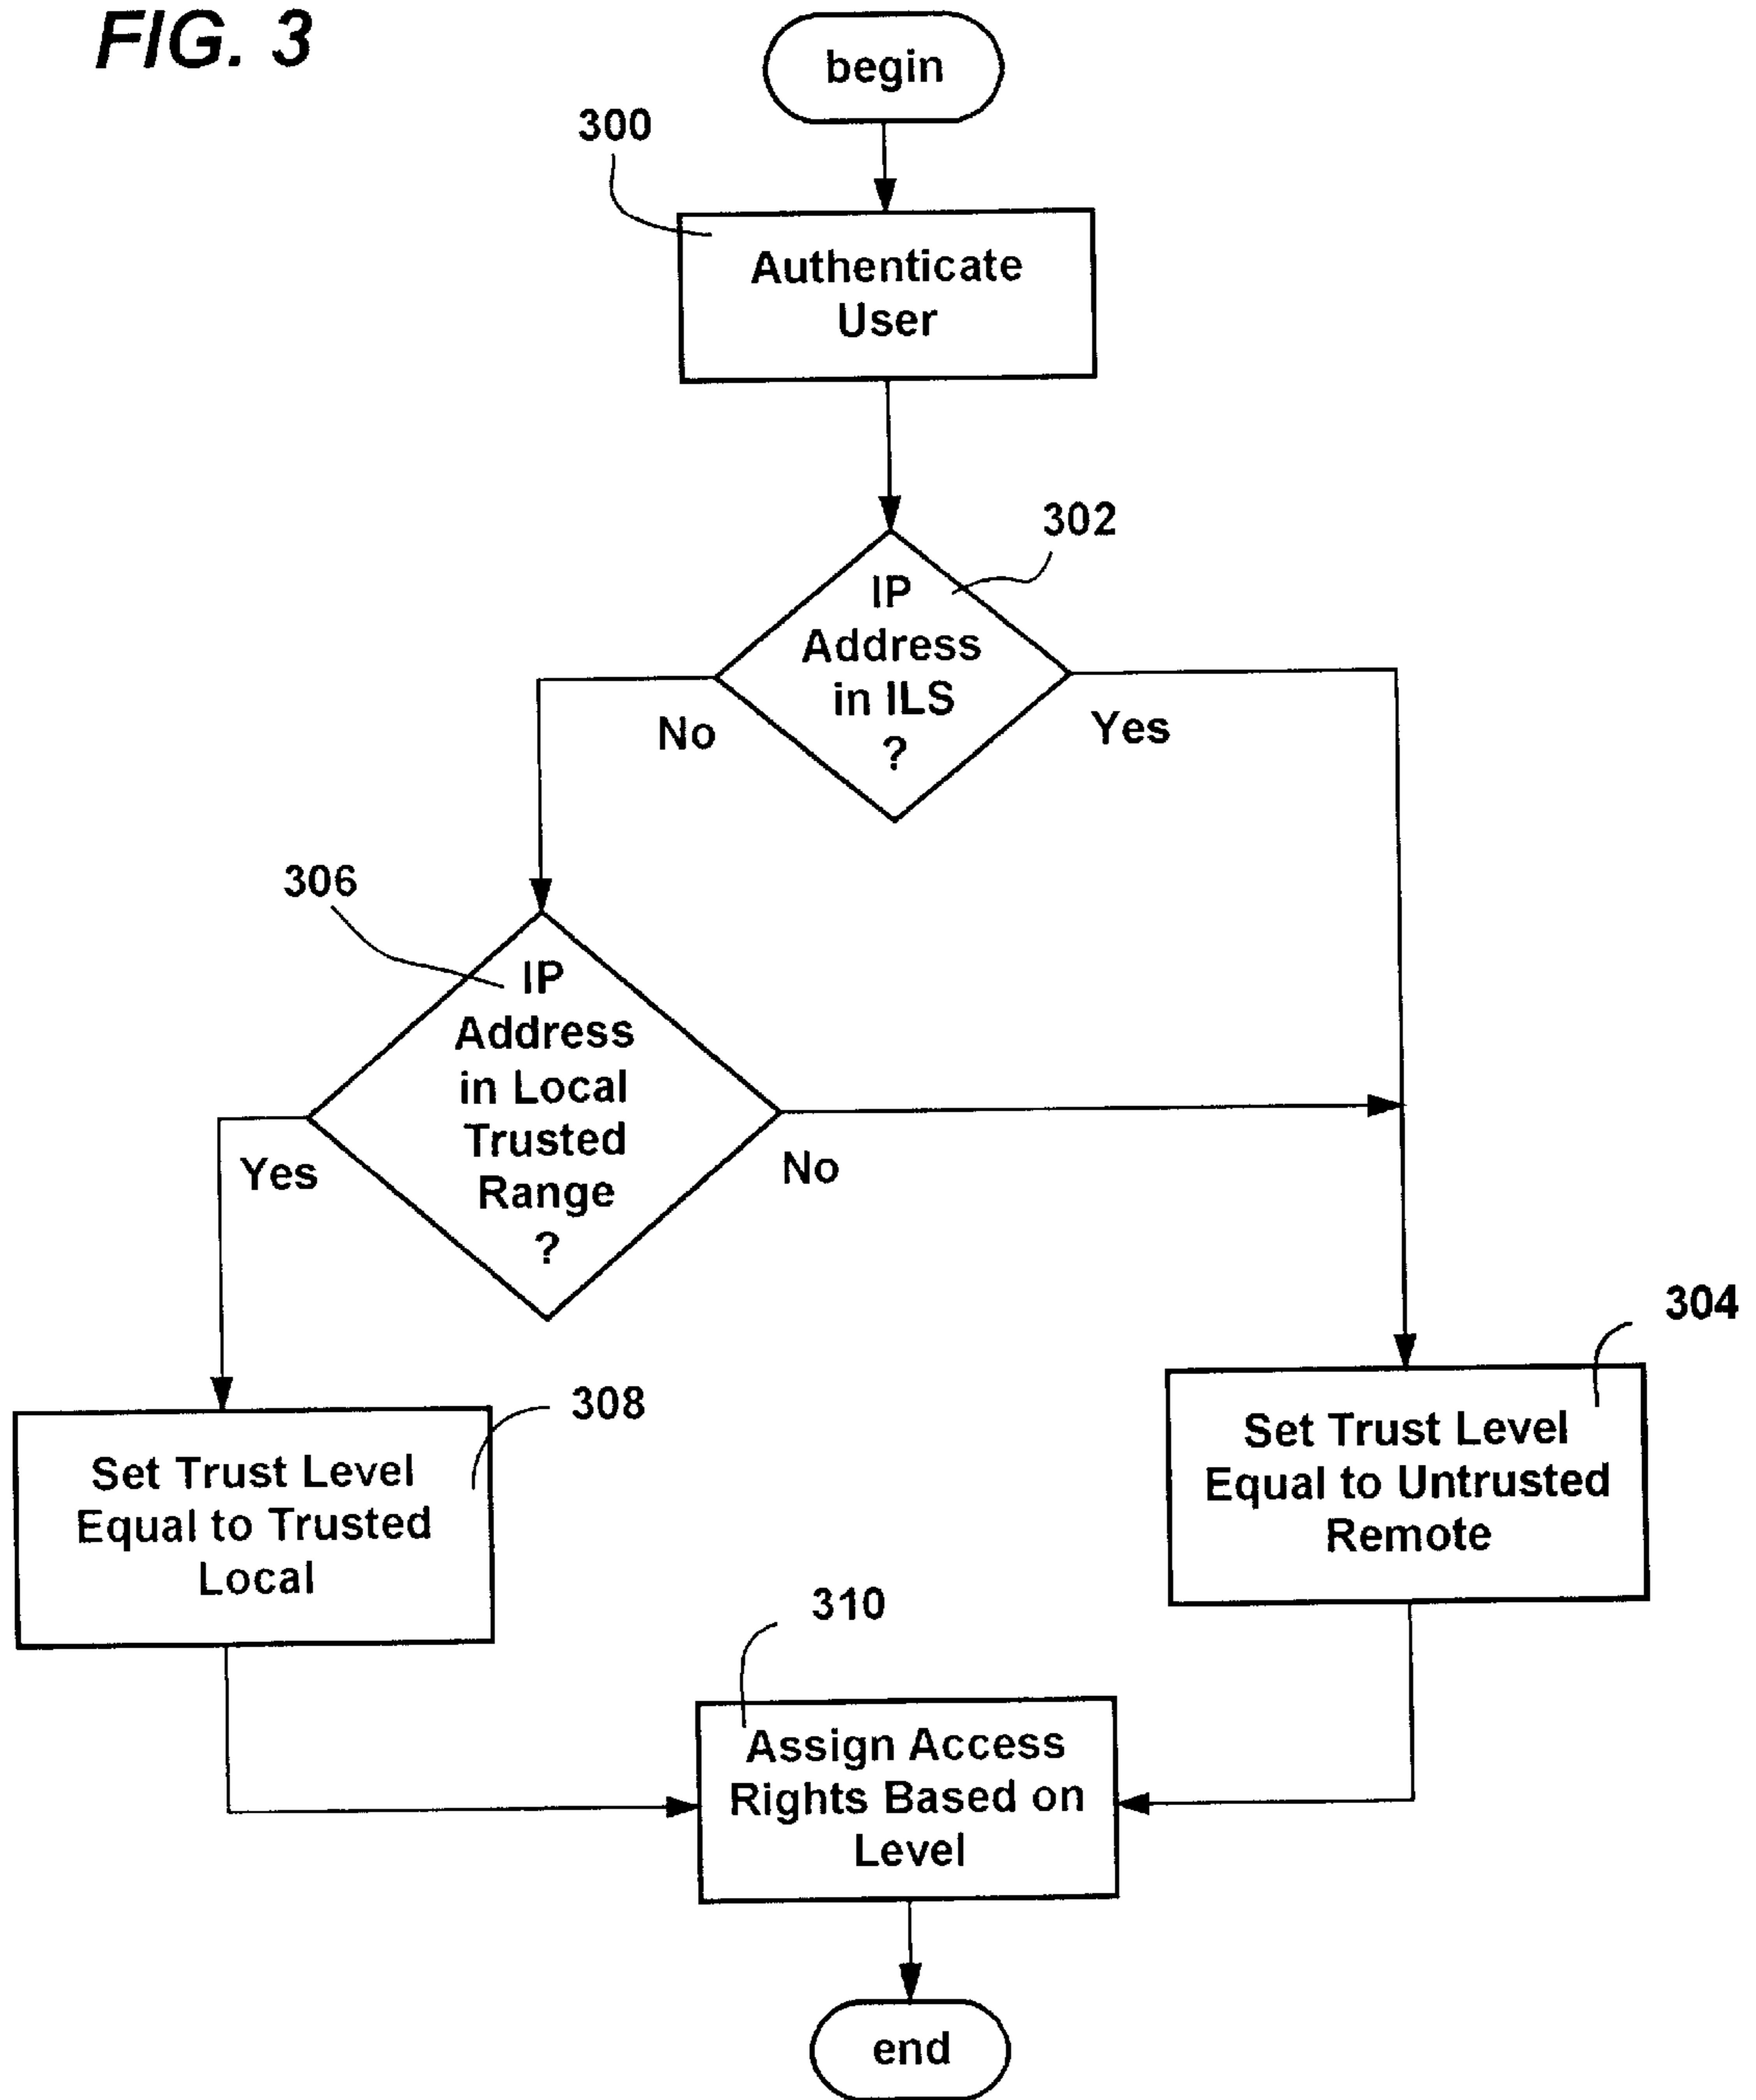 FIG. 3
begin
300
Authenticate
User
302
IP
Address
in ILS
?
No
Yes
306
IP
Address
in Local
Trusted
Range
?
Yes
No
304
308
Set Trust Level
Equal to Trusted
Local
Set Trust Level
Equal to Untrusted
Remote
310
Assign Access
Rights Based on
Level
end